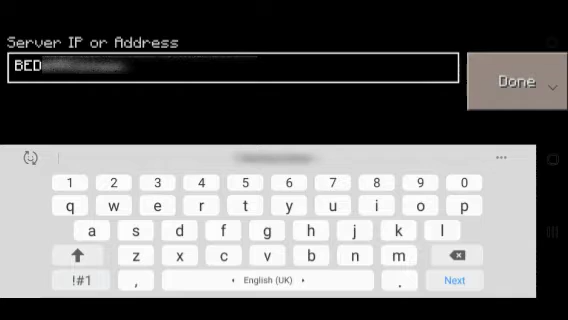 Server IP or Address
BED
Done
1 2 3 4 5 6 7 8 9 0
q w e r t y u i o p
a s d f g h j k l
z x c v b n m
!#1 , English (UK) . Next